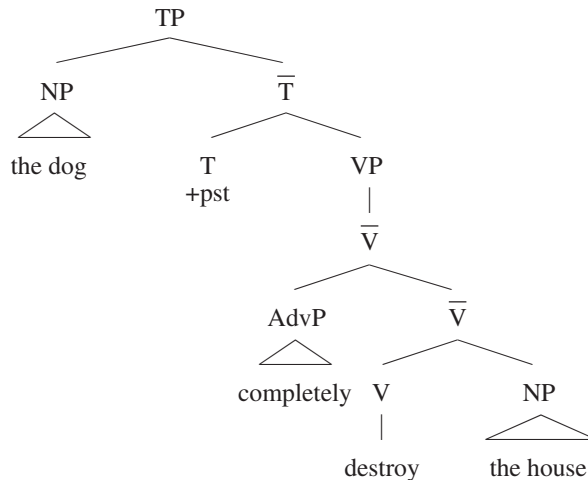 TP
NP T̅
the dog T VP
+pst
V̅
AdvP V̅
completely V NP
destroy the house